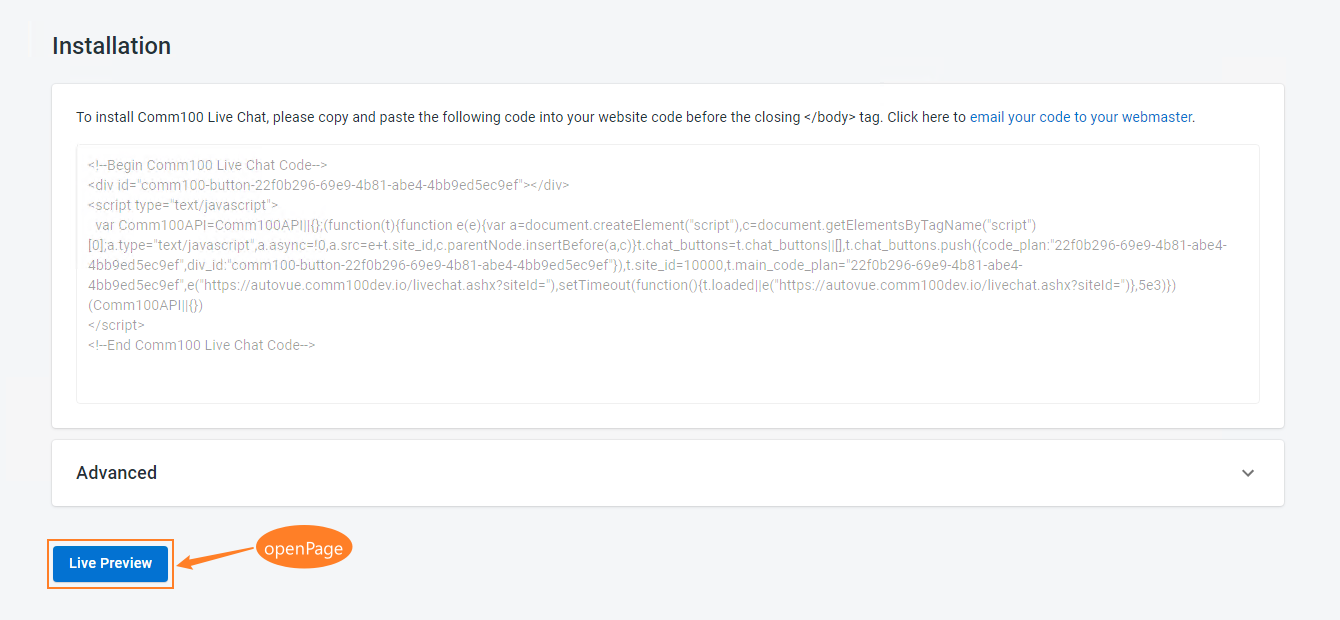 Installation
To install Comm100 Live Chat, please copy and paste the following code into your website code before the closing </body> tag. Click here to email your code to your webmaster.
<!--Begin Comm100 Live Chat Code-->
<div id="comm100-button-22f0b296-69e9-4b81-abe4-4bb9ed5ec9ef"></div>
<script type="text/javascript">
var Comm100API=Comm100API||{};(function(t){function e(e){var a=document.createElement("script"),c=document.getElementsByTagName("script")
[0];a.type="text/javascript",a.async=!0,a.src=e+t.site_id,c.parentNode.insertBefore(a,c)}t.chat_buttons=t.chat_buttons||[],t.chat_buttons.push({code_plan:"22f0b296-69e9-4b81-abe4-
4bb9ed5ec9ef",div_id:"comm100-button-22f0b296-69e9-4b81-abe4-4bb9ed5ec9ef"}),t.site_id=10000,t.main_code_plan="22f0b296-69e9-4b81-abe4-
4bb9ed5ec9ef",e("https://autovue.comm100dev.io/livechat.ashx?siteId="),setTimeout(function(){t.loaded||e("https://autovue.comm100dev.io/livechat.ashx?siteId=")},5e3)})
(Comm100API||{})
</script>
<!--End Comm100 Live Chat Code-->
Advanced
openPage
Live Preview